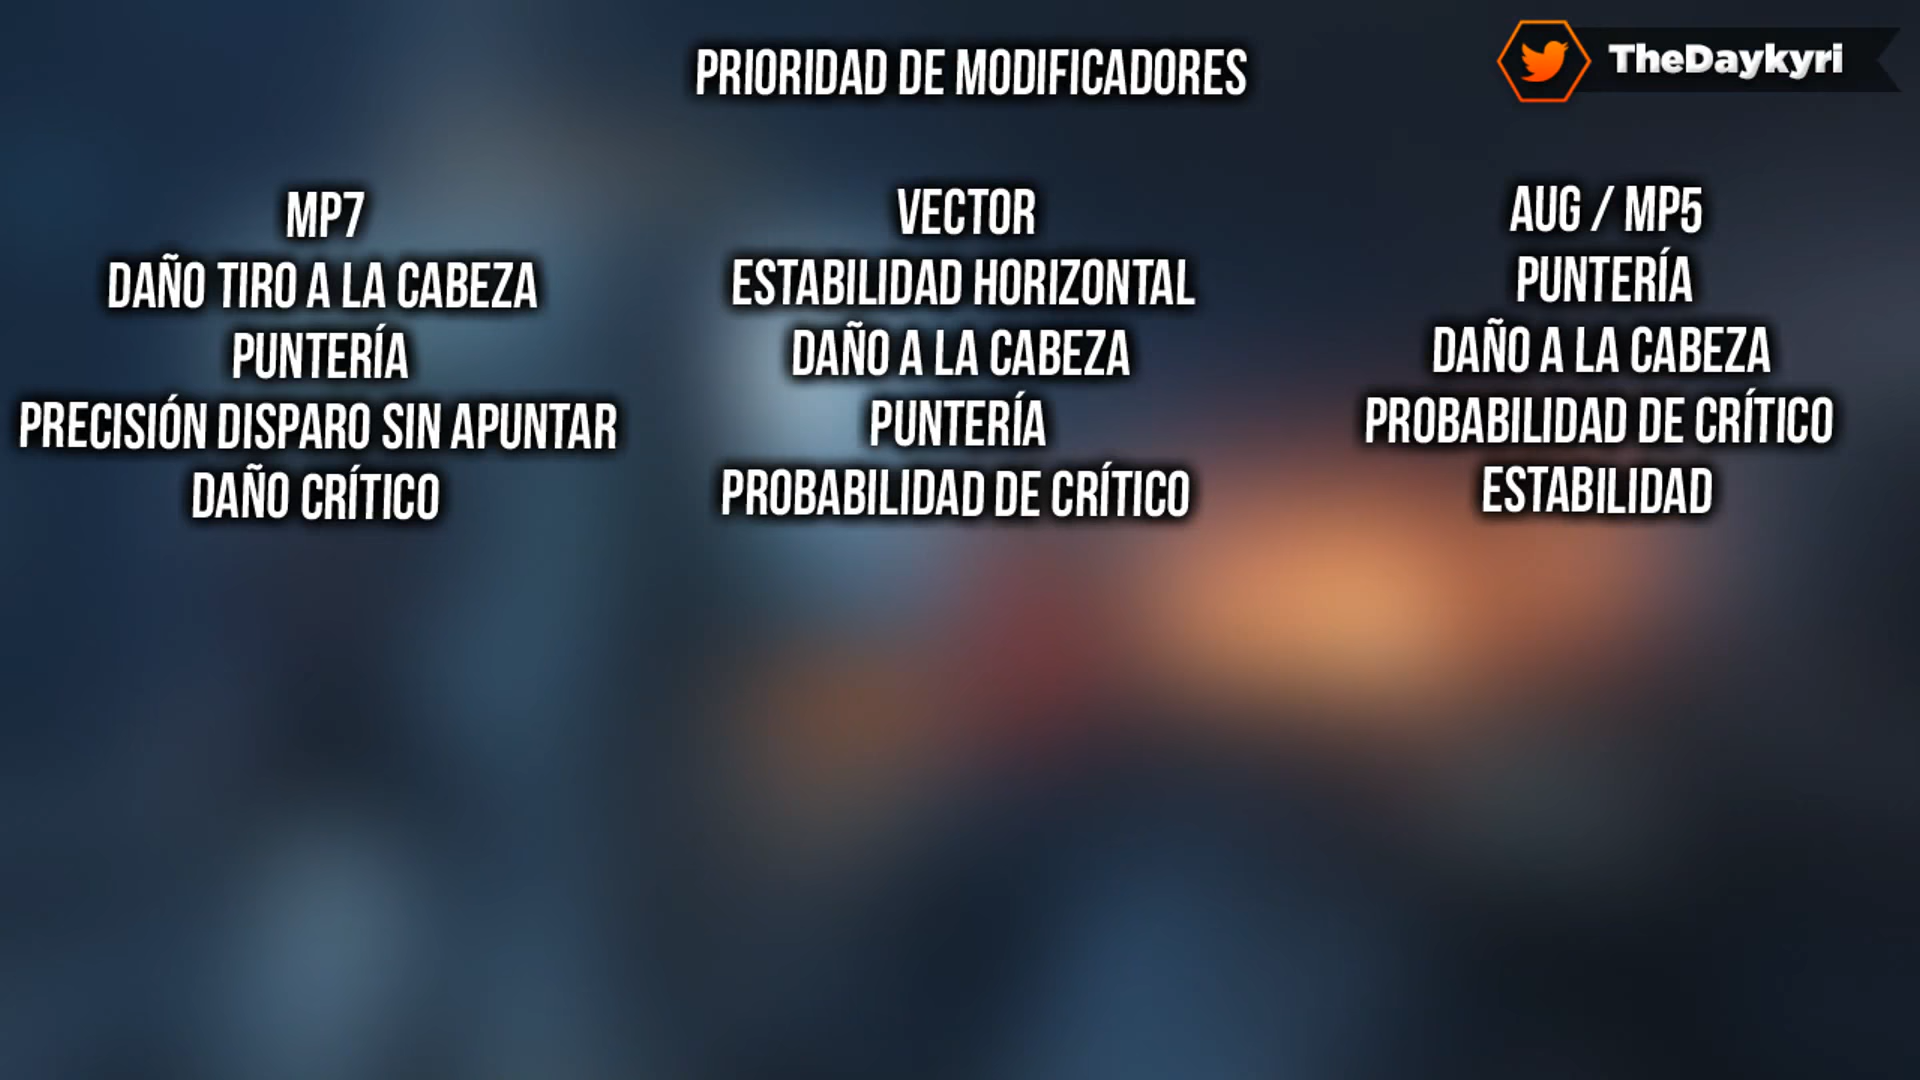 PRIORIDAD DE MODIFICADORES
TheDaykyri
MP7
DAÑO TIRO A LA CABEZA
PUNTERÍA
PRECISIÓN DISPARO SIN APUNTAR
DAÑO CRÍTICO
VECTOR
ESTABILIDAD HORIZONTAL
DAÑO A LA CABEZA
PUNTERÍA
PROBABILIDAD DE CRÍTICO
AUG / MP5
PUNTERÍA
DAÑO A LA CABEZA
PROBABILIDAD DE CRÍTICO
ESTABILIDAD